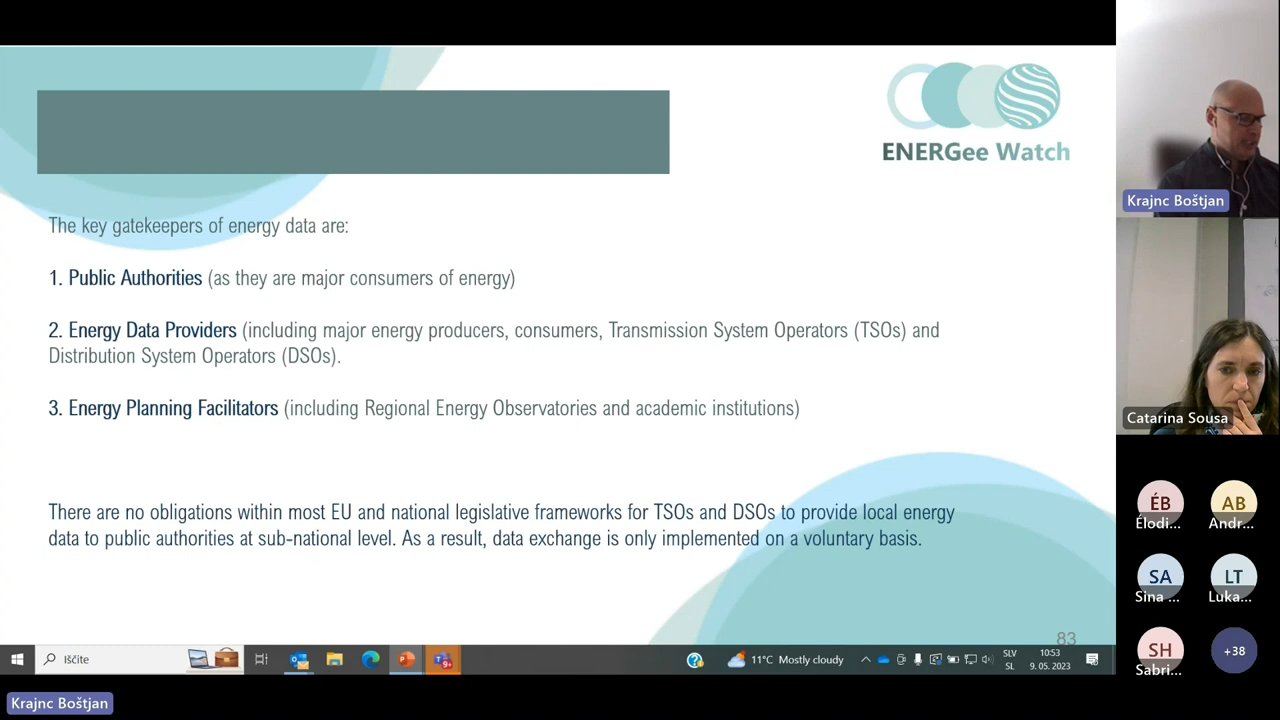 ENERGee Watch
The key gatekeepers of energy data are:
1. Public Authorities (as they are major consumers of energy)
2. Energy Data Providers (including major energy producers, consumers, Transmission System Operators (TSOs) and
Distribution System Operators (DSOs).
3. Energy Planning Facilitators (including Regional Energy Observatories and academic institutions)
There are no obligations within most EU and national legislative frameworks for TSOs and DSOs to provide local energy
data to public authorities at sub-national level. As a result, data exchange is only implemented on a voluntary basis.
83
Iščite
9+
11°C Mostly cloudy
SLV
SL
10:53
9. 05. 2023
Krajnc Boštjan
Krajnc Boštjan
Catarina Sousa
ÉB
Élodi...
AB
Andr...
SA
Sina ...
LT
Luka...
SH
Sabri...
+38